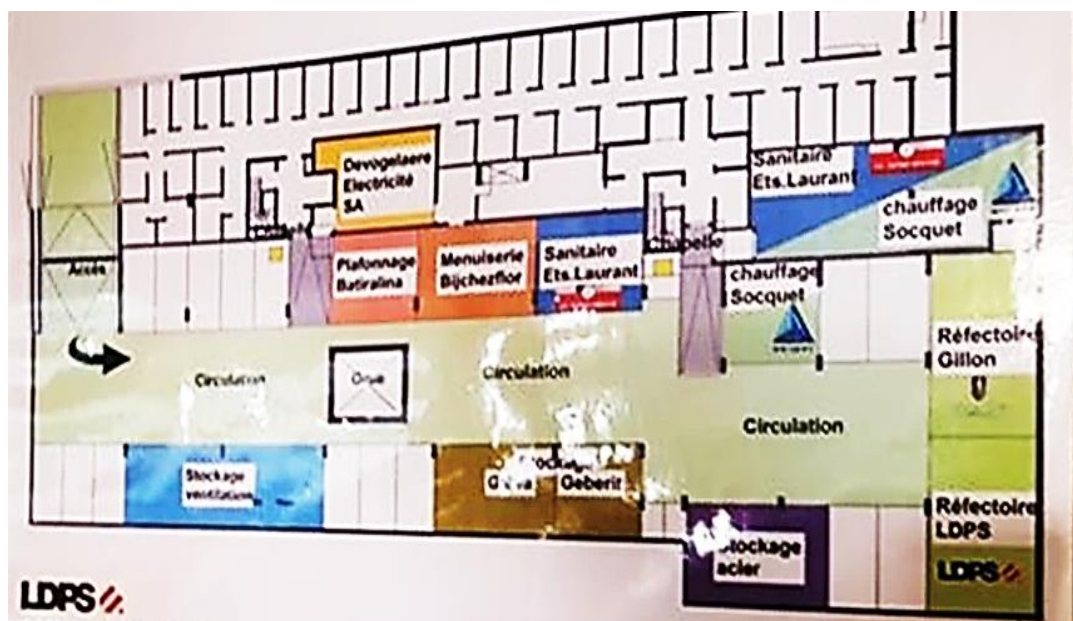 Devogelaere
Electricité
SA
Sanitaire
Ets.Laurant
chauffage
Socquet
Plafonnage
Batiralina
Menuiserie
Bijchezflor
Sanitaire
Ets.Laurant
Chapelle
chauffage
Socquet
Accès
Réfectoire
Gillon
Circulation
Grue
Circulation
Circulation
Stockage
ventilation
Stockage
Geberit
Stockage
acier
Réfectoire
LDPS
LDPS
LDPS